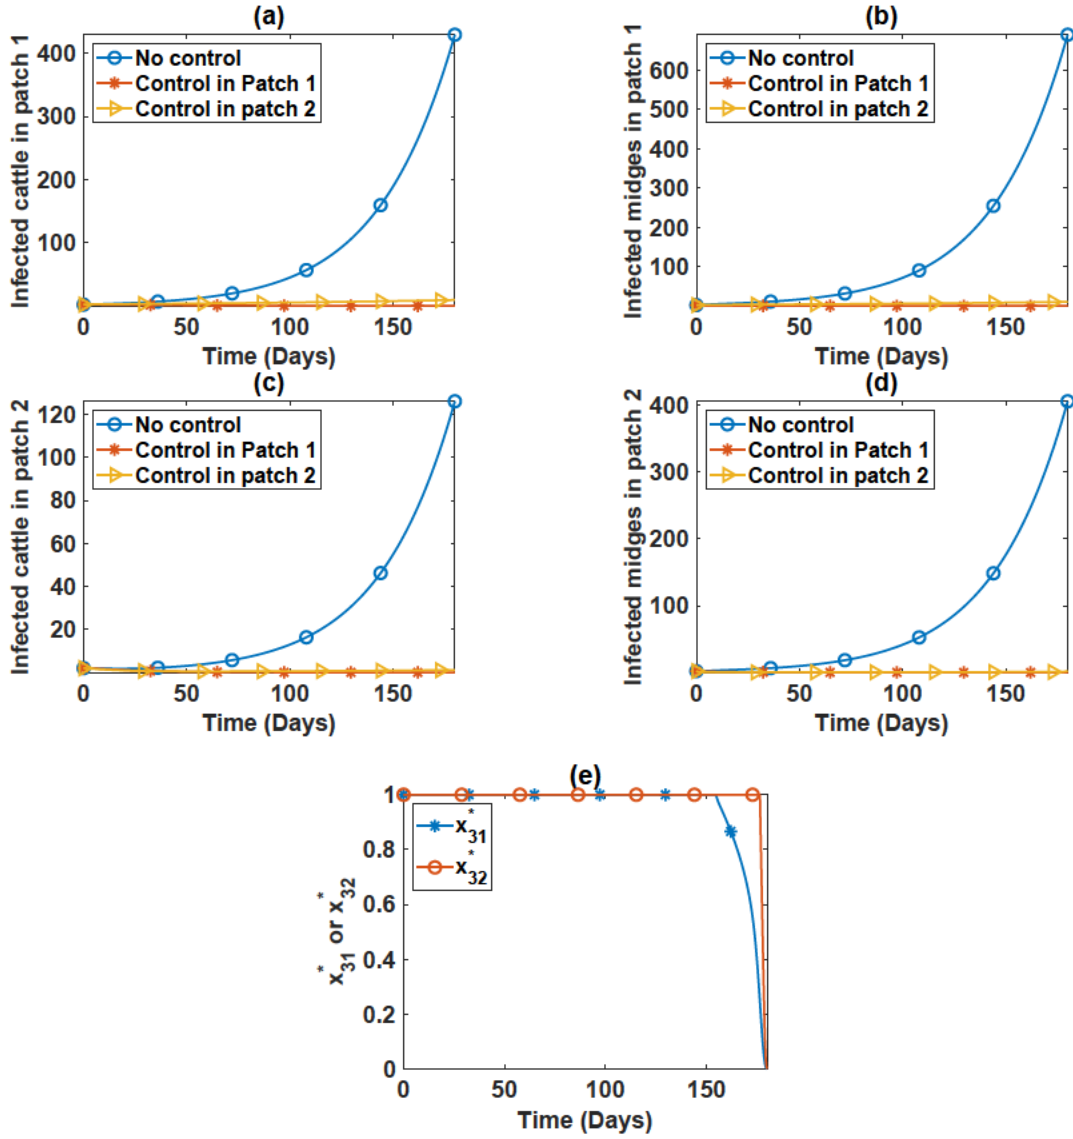 (a)
Infected cattle in patch 1
400
300
200
100
No control
Control in Patch 1
Control in patch 2
0
50
100
150
Time (Days)
(b)
Infected midges in patch 1
600
500
400
300
200
100
No control
Control in Patch 1
Control in patch 2
0
50
100
150
Time (Days)
(c)
Infected cattle in patch 2
120
100
80
60
40
20
No control
Control in Patch 1
Control in patch 2
0
50
100
150
Time (Days)
(d)
Infected midges in patch 2
400
300
200
100
No control
Control in Patch 1
Control in patch 2
0
50
100
150
Time (Days)
(e)
x*31 or x*32
1
0.8
0.6
0.4
0.2
0
x*31
x*32
0
50
100
150
Time (Days)